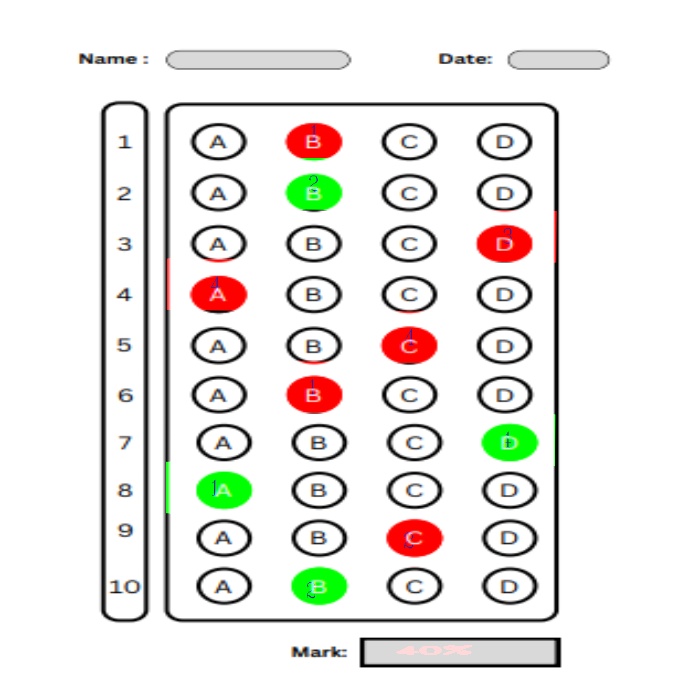 Name : Date:
1 A B C D
2 A B C D
3 A B C D
4 A B C D
5 A B C D
6 A B C D
7 A B C D
8 A B C D
9 A B C D
10 A B C D
Mark: 40%